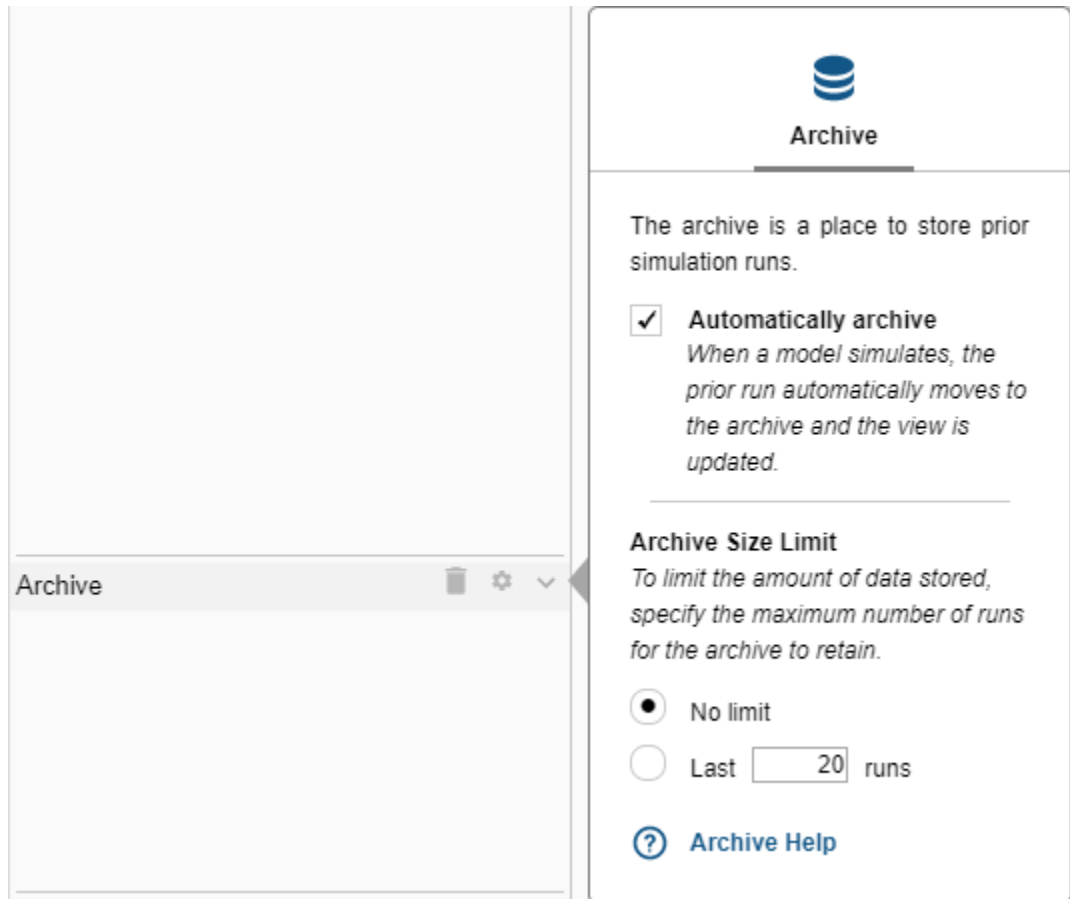 Archive
The archive is a place to store prior
simulation runs.
Automatically archive
When a model simulates, the
prior run automatically moves to
the archive and the view is
updated.
Archive Size Limit
To limit the amount of data stored,
specify the maximum number of runs
for the archive to retain.
No limit
Last 20 runs
Archive Help
Archive